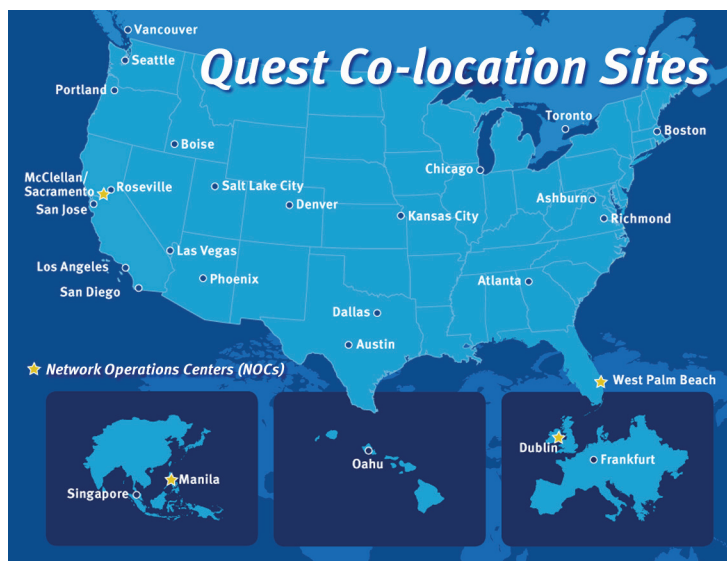 Vancouver
Seattle
Quest Co-location Sites
Portland
Toronto
Boston
Boise
Chicago
McClellan/
Sacramento
Roseville
Salt Lake City
Ashburn
San Jose
Denver
Kansas City
Richmond
Las Vegas
Los Angeles
Phoenix
Atlanta
San Diego
Dallas
Austin
Network Operations Centers (NOCs)
West Palm Beach
Dublin
Frankfurt
Oahu
Manila
Singapore